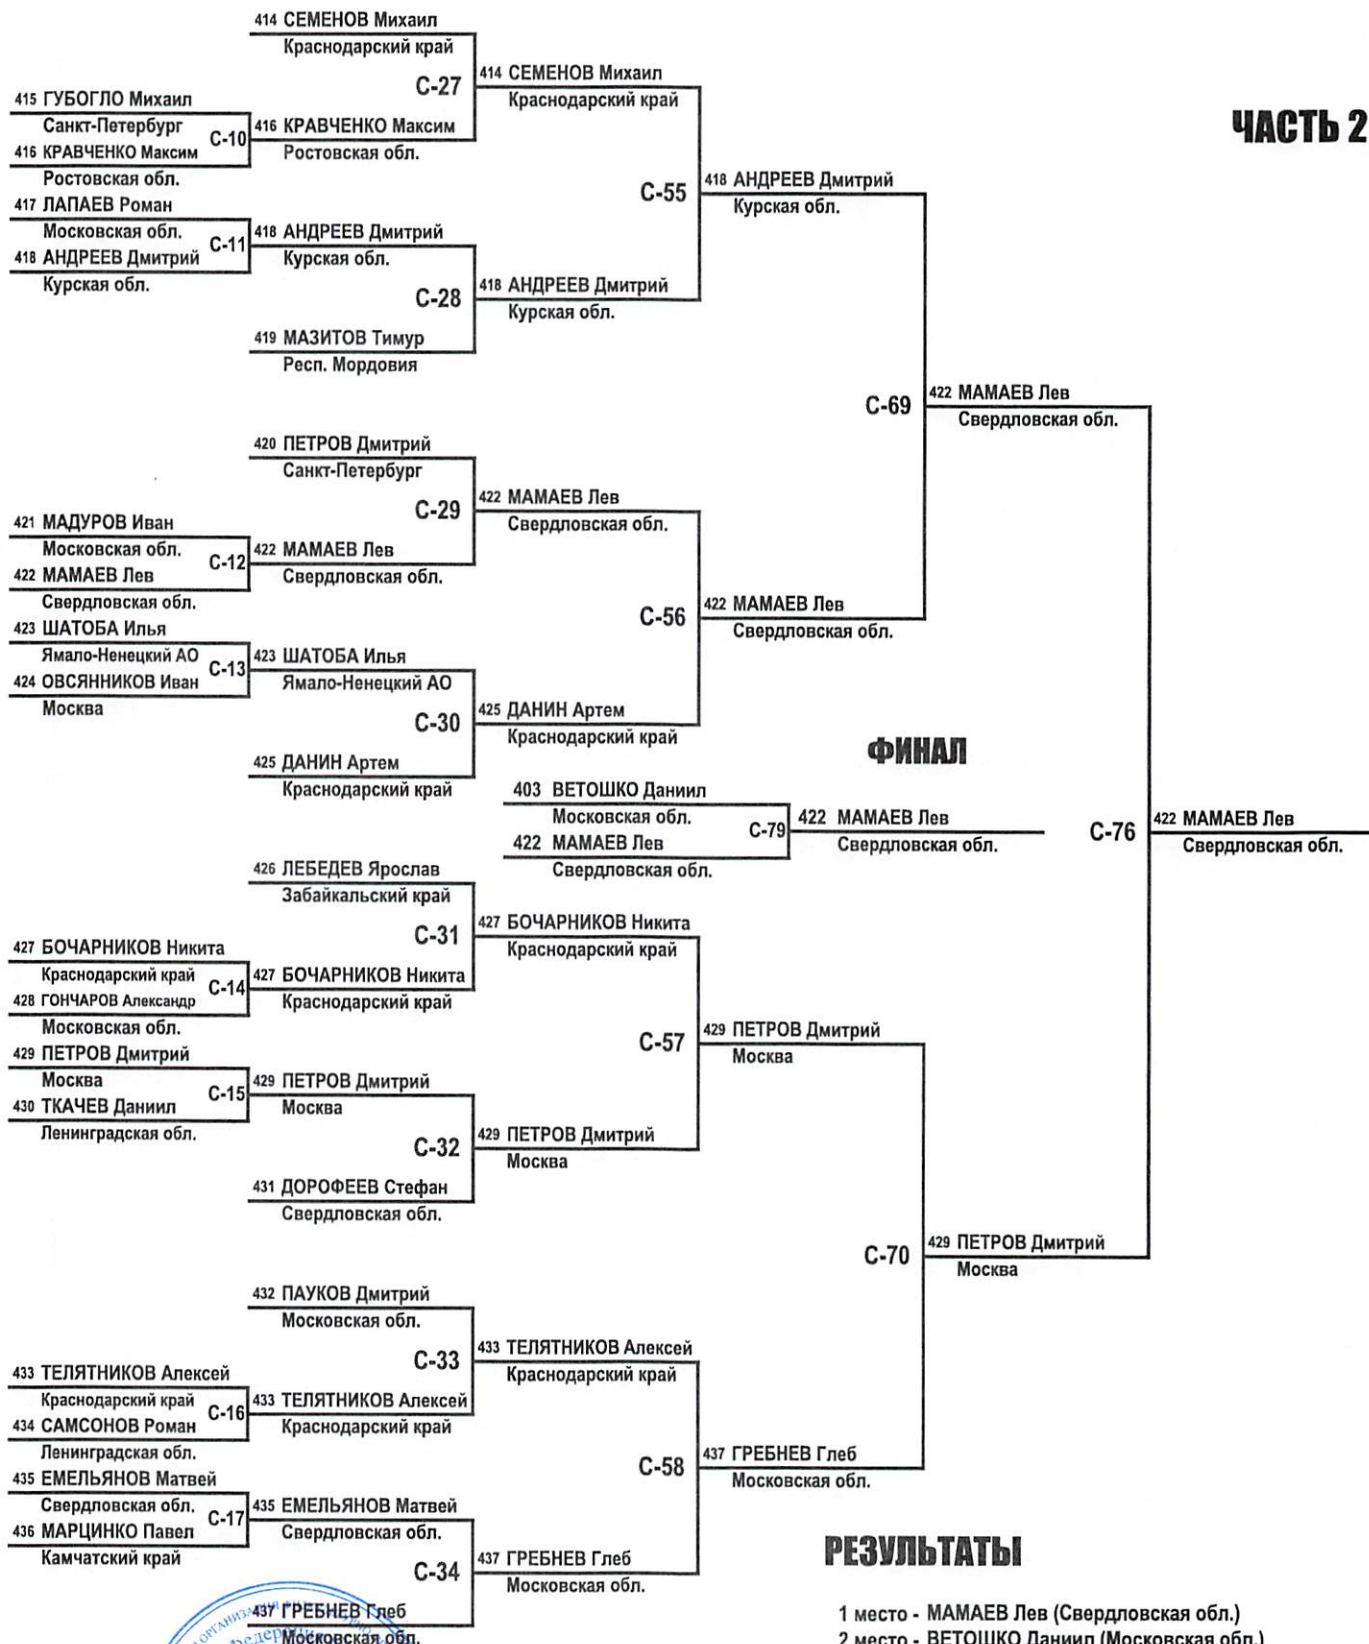 414 СЕМЕНОВ Михаил
Краснодарский край
С-27
414 СЕМЕНОВ Михаил
Краснодарский край
415 ГУБОГЛО Михаил
Санкт-Петербург
С-10
416 КРАВЧЕНКО Максим
Ростовская обл.
416 КРАВЧЕНКО Максим
Ростовская обл.
ЧАСТЬ 2
С-55
418 АНДРЕЕВ Дмитрий
Курская обл.
417 ЛАПАЕВ Роман
Московская обл.
С-11
418 АНДРЕЕВ Дмитрий
Курская обл.
418 АНДРЕЕВ Дмитрий
Курская обл.
С-28
418 АНДРЕЕВ Дмитрий
Курская обл.
419 МАЗИТОВ Тимур
Респ. Мордовия
С-69
422 МАМАЕВ Лев
Свердловская обл.
420 ПЕТРОВ Дмитрий
Санкт-Петербург
С-29
422 МАМАЕВ Лев
Свердловская обл.
421 МАДУРОВ Иван
Московская обл.
С-12
422 МАМАЕВ Лев
Свердловская обл.
422 МАМАЕВ Лев
Свердловская обл.
С-56
422 МАМАЕВ Лев
Свердловская обл.
423 ШАТОБА Илья
Ямало-Ненецкий АО
С-13
424 ОВСЯННИКОВ Иван
Москва
423 ШАТОБА Илья
Ямало-Ненецкий АО
С-30
425 ДАНИН Артем
Краснодарский край
425 ДАНИН Артем
Краснодарский край
ФИНАЛ
403 ВЕТОШКО Даниил
Московская обл.
С-79
422 МАМАЕВ Лев
Свердловская обл.
422 МАМАЕВ Лев
Свердловская обл.
С-76
422 МАМАЕВ Лев
Свердловская обл.
426 ЛЕБЕДЕВ Ярослав
Забайкальский край
С-31
427 БОЧАРНИКОВ Никита
Краснодарский край
427 БОЧАРНИКОВ Никита
Краснодарский край
С-14
428 ГОНЧАРОВ Александр
Московская обл.
427 БОЧАРНИКОВ Никита
Краснодарский край
С-57
429 ПЕТРОВ Дмитрий
Москва
429 ПЕТРОВ Дмитрий
Москва
С-15
430 ТКАЧЕВ Даниил
Ленинградская обл.
429 ПЕТРОВ Дмитрий
Москва
С-32
429 ПЕТРОВ Дмитрий
Москва
431 ДОРОФЕЕВ Стефан
Свердловская обл.
С-70
429 ПЕТРОВ Дмитрий
Москва
432 ПАУКОВ Дмитрий
Московская обл.
С-33
433 ТЕЛЯТНИКОВ Алексей
Краснодарский край
433 ТЕЛЯТНИКОВ Алексей
Краснодарский край
С-16
434 САМСОНОВ Роман
Ленинградская обл.
433 ТЕЛЯТНИКОВ Алексей
Краснодарский край
С-58
437 ГРЕБНЕВ Глеб
Московская обл.
435 ЕМЕЛЬЯНОВ Матвей
Свердловская обл.
С-17
436 МАРЦИНКО Павел
Камчатский край
435 ЕМЕЛЬЯНОВ Матвей
Свердловская обл.
С-34
437 ГРЕБНЕВ Глеб
Московская обл.
437 ГРЕБНЕВ Глеб
Московская обл.
РЕЗУЛЬТАТЫ
1 место - МАМАЕВ Лев (Свердловская обл.)
2 место - ВЕТОШКО Даниил (Московская обл.)